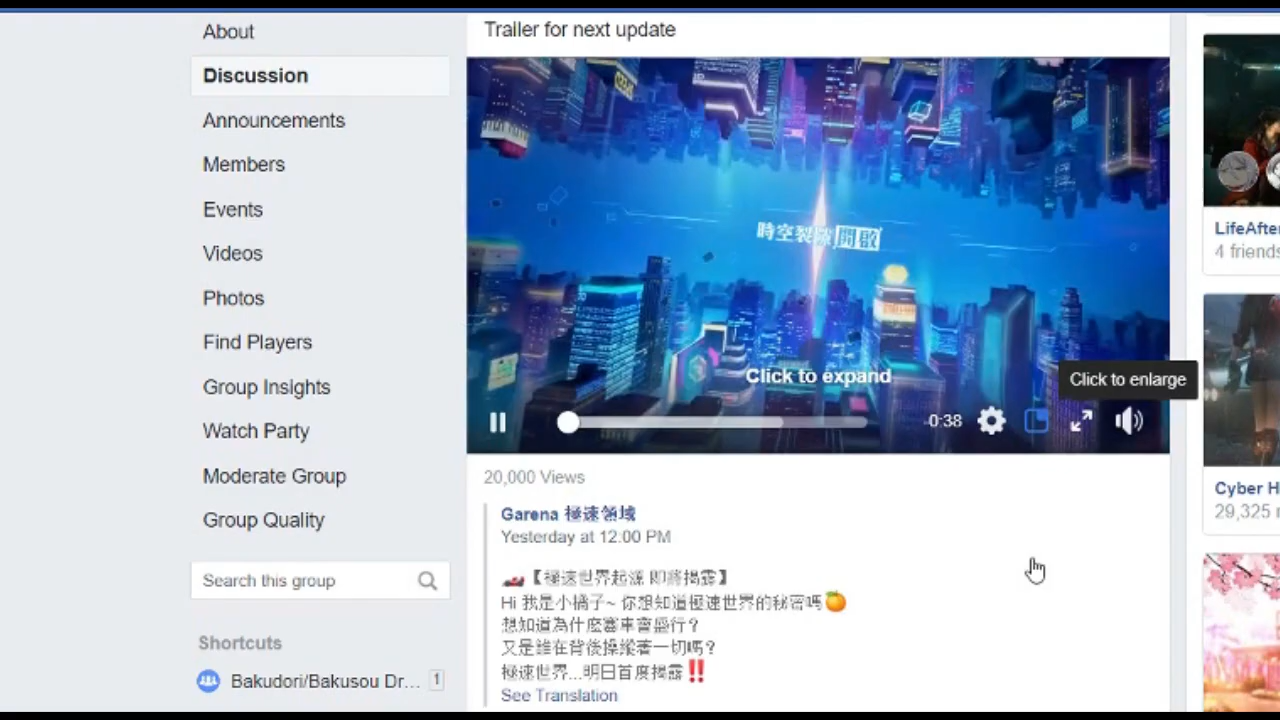 About
Discussion
Announcements
Members
Events
Videos
Photos
Find Players
Group Insights
Watch Party
Moderate Group
Group Quality
Search this group
Shortcuts
Bakudori/Bakusou Dr... 1
Trailer for next update
時空裂隙開啟
Click to expand
Click to enlarge
-0:38
20,000 Views
Garena 極速領域
Yesterday at 12:00 PM
【極速世界起源 即將揭露】
Hi 我是小橘子~ 你想知道極速世界的秘密嗎
想知道為什麼賽車會盛行?
又是誰在背後操縱著一切嗎?
極速世界...明日首度揭露‼
See Translation
LifeAfter
4 friends
Cyber H
29,325